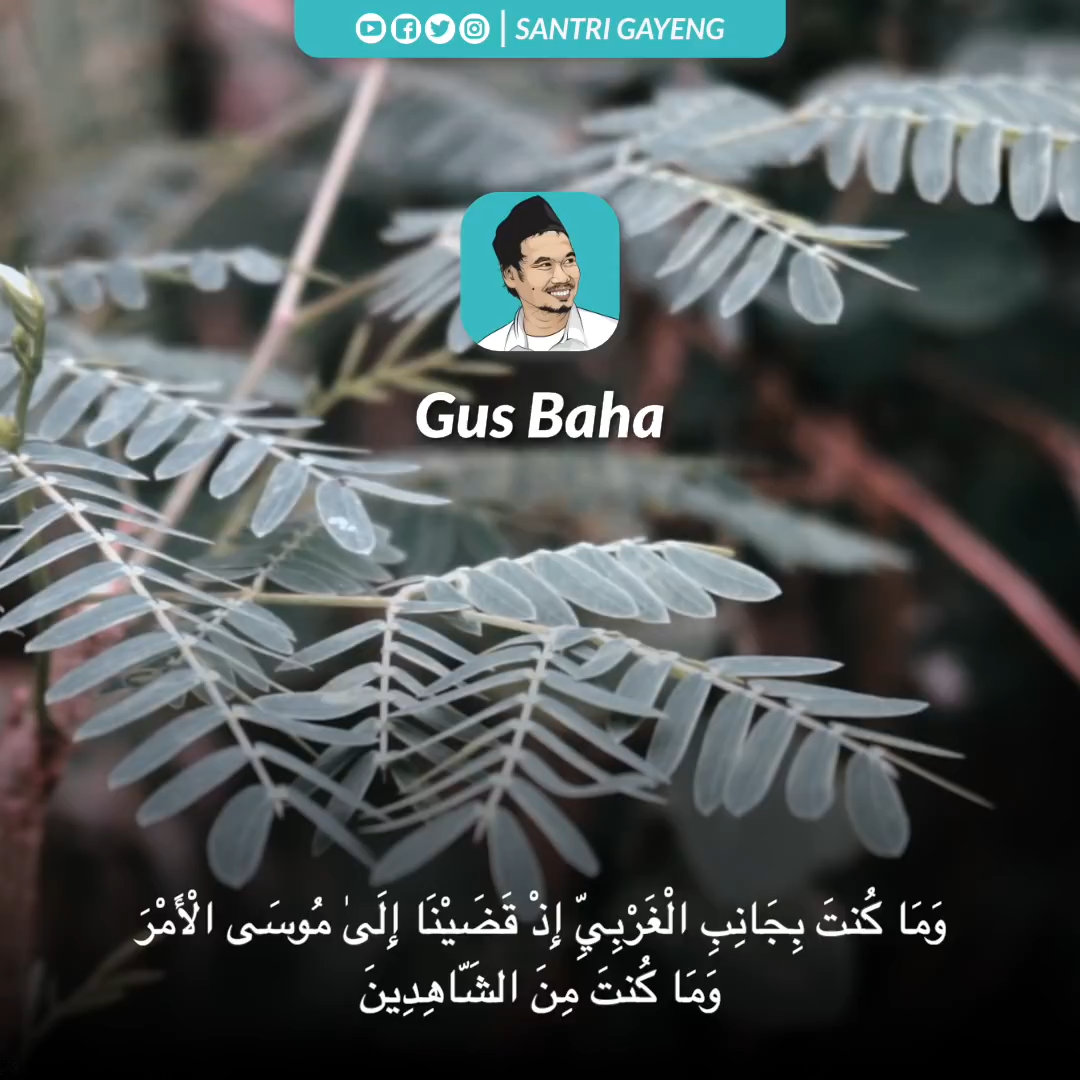 SANTRI GAYENG
Gus Baha
وَمَا كُنتَ بِجَانِبِ الْغَرْبِيِّ إِذْ قَضَيْنَا إِلَىٰ مُوسَى الْأَمْرَ
وَمَا كُنتَ مِنَ الشَّاهِدِينَ